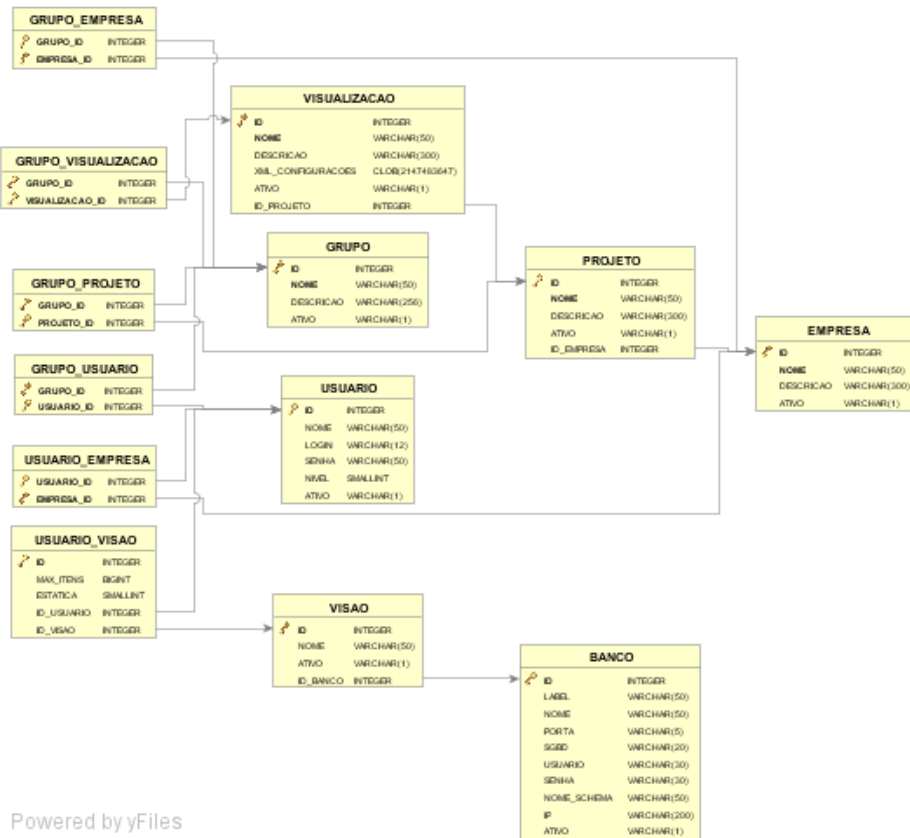 GRUPO_EMPRESA
GRUPO_ID INTEGER
EMPRESA_ID INTEGER
VISUALIZACAO
ID INTEGER
NOME VARCHAR(50)
DESCRICAO VARCHAR(300)
XML_CONFIGURACOES CLOB(2147483647)
ATIVO VARCHAR(1)
ID_PROJETO INTEGER
GRUPO_VISUALIZACAO
GRUPO_ID INTEGER
VISUALIZACAO_ID INTEGER
GRUPO
ID INTEGER
NOME VARCHAR(50)
DESCRICAO VARCHAR(256)
ATIVO VARCHAR(1)
PROJETO
ID INTEGER
NOME VARCHAR(50)
DESCRICAO VARCHAR(300)
ATIVO VARCHAR(1)
ID_EMPRESA INTEGER
GRUPO_PROJETO
GRUPO_ID INTEGER
PROJETO_ID INTEGER
EMPRESA
ID INTEGER
NOME VARCHAR(50)
DESCRICAO VARCHAR(300)
ATIVO VARCHAR(1)
GRUPO_USUARIO
GRUPO_ID INTEGER
USUARIO_ID INTEGER
USUARIO
ID INTEGER
NOME VARCHAR(50)
LOGIN VARCHAR(12)
SENHA VARCHAR(50)
NIVEL SMALLINT
ATIVO VARCHAR(1)
USUARIO_EMPRESA
USUARIO_ID INTEGER
EMPRESA_ID INTEGER
USUARIO_VISAO
ID INTEGER
MAX_ITENS BIGINT
ESTATICA SMALLINT
ID_USUARIO INTEGER
ID_VISAO INTEGER
VISAO
ID INTEGER
NOME VARCHAR(50)
ATIVO VARCHAR(1)
ID_BANCO INTEGER
BANCO
ID INTEGER
LABEL VARCHAR(50)
NOME VARCHAR(50)
PORTA VARCHAR(5)
SGBD VARCHAR(20)
USUARIO VARCHAR(30)
SENHA VARCHAR(30)
NOME_SCHEMA VARCHAR(50)
IP VARCHAR(200)
ATIVO VARCHAR(1)
Powered by yFiles